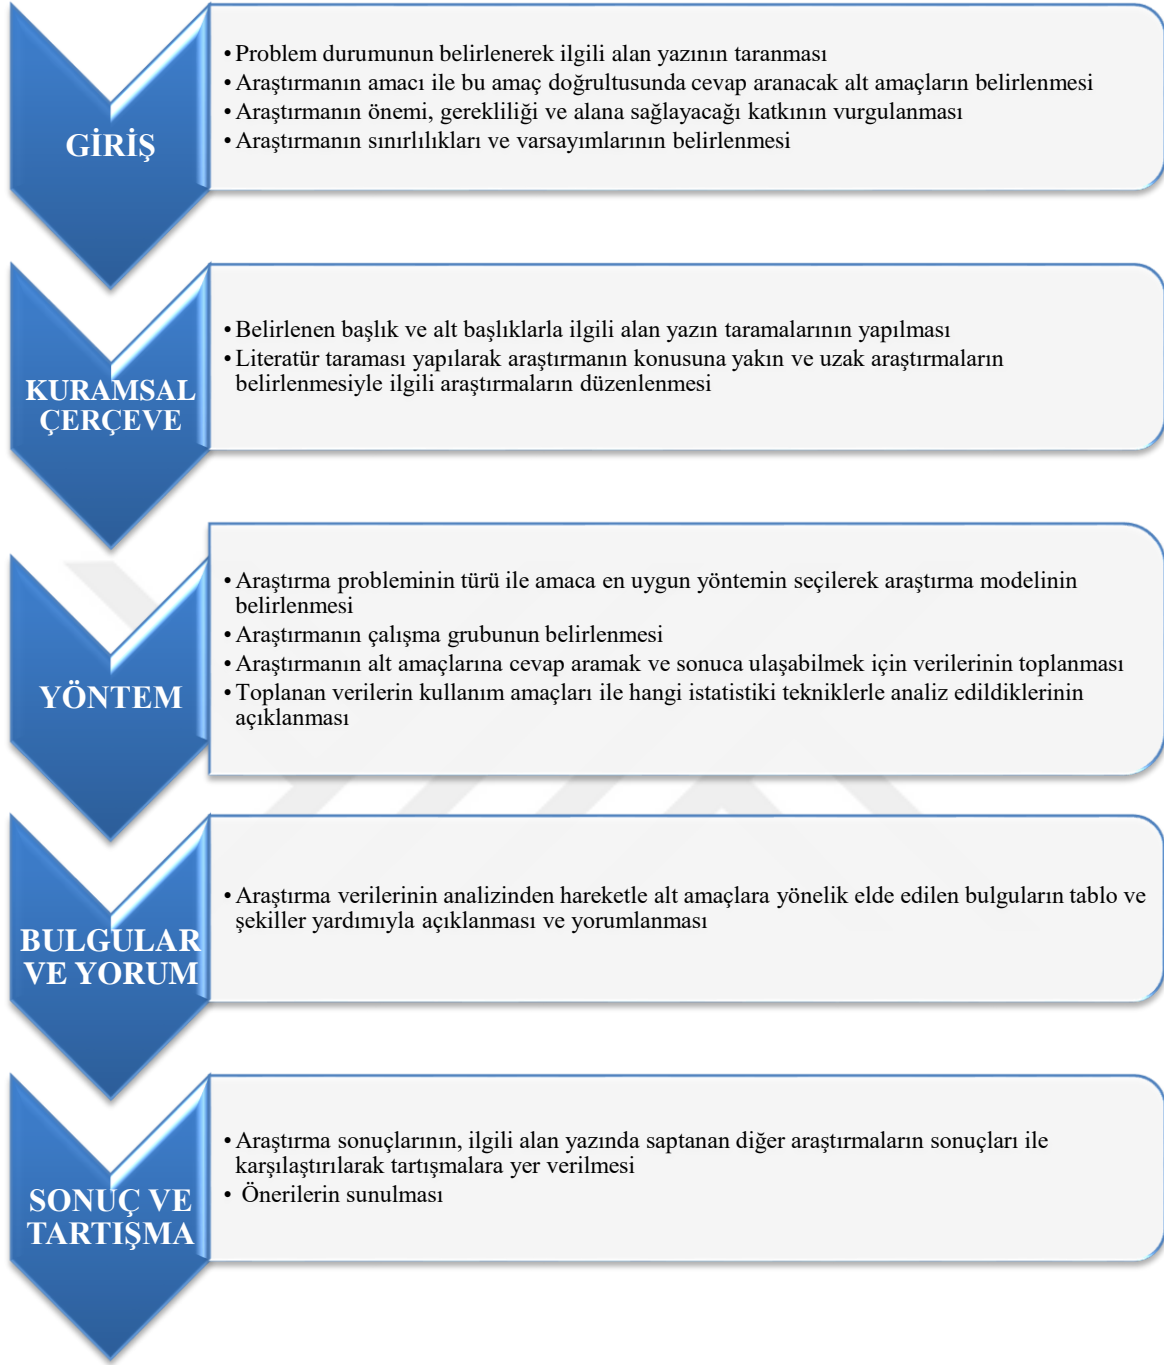 GİRİŞ
• Problem durumunun belirlenerek ilgili alan yazının taranması
• Araştırmanın amacı ile bu amaç doğrultusunda cevap aranacak alt amaçların belirlenmesi
• Araştırmanın önemi, gerekliliği ve alana sağlayacağı katkının vurgulanması
• Araştırmanın sınırlılıkları ve varsayımlarının belirlenmesi
KURAMSAL
ÇERÇEVE
• Belirlenen başlık ve alt başlıklarla ilgili alan yazın taramalarının yapılması
• Literatür taraması yapılarak araştırmanın konusuna yakın ve uzak araştırmaların
belirlenmesiyle ilgili araştırmaların düzenlenmesi
YÖNTEM
• Araştırma probleminin türü ile amaca en uygun yöntemin seçilerek araştırma modelinin
belirlenmesi
• Araştırmanın çalışma grubunun belirlenmesi
• Araştırmanın alt amaçlarına cevap aramak ve sonuca ulaşabilmek için verilerinin toplanması
• Toplanan verilerin kullanım amaçları ile hangi istatistiki tekniklerle analiz edildiklerinin
açıklanması
BULGULAR
VE YORUM
• Araştırma verilerinin analizinden hareketle alt amaçlara yönelik elde edilen bulguların tablo ve
şekiller yardımıyla açıklanması ve yorumlanması
SONUÇ VE
TARTIŞMA
• Araştırma sonuçlarının, ilgili alan yazında saptanan diğer araştırmaların sonuçları ile
karşılaştırılarak tartışmalara yer verilmesi
• Önerilerin sunulması